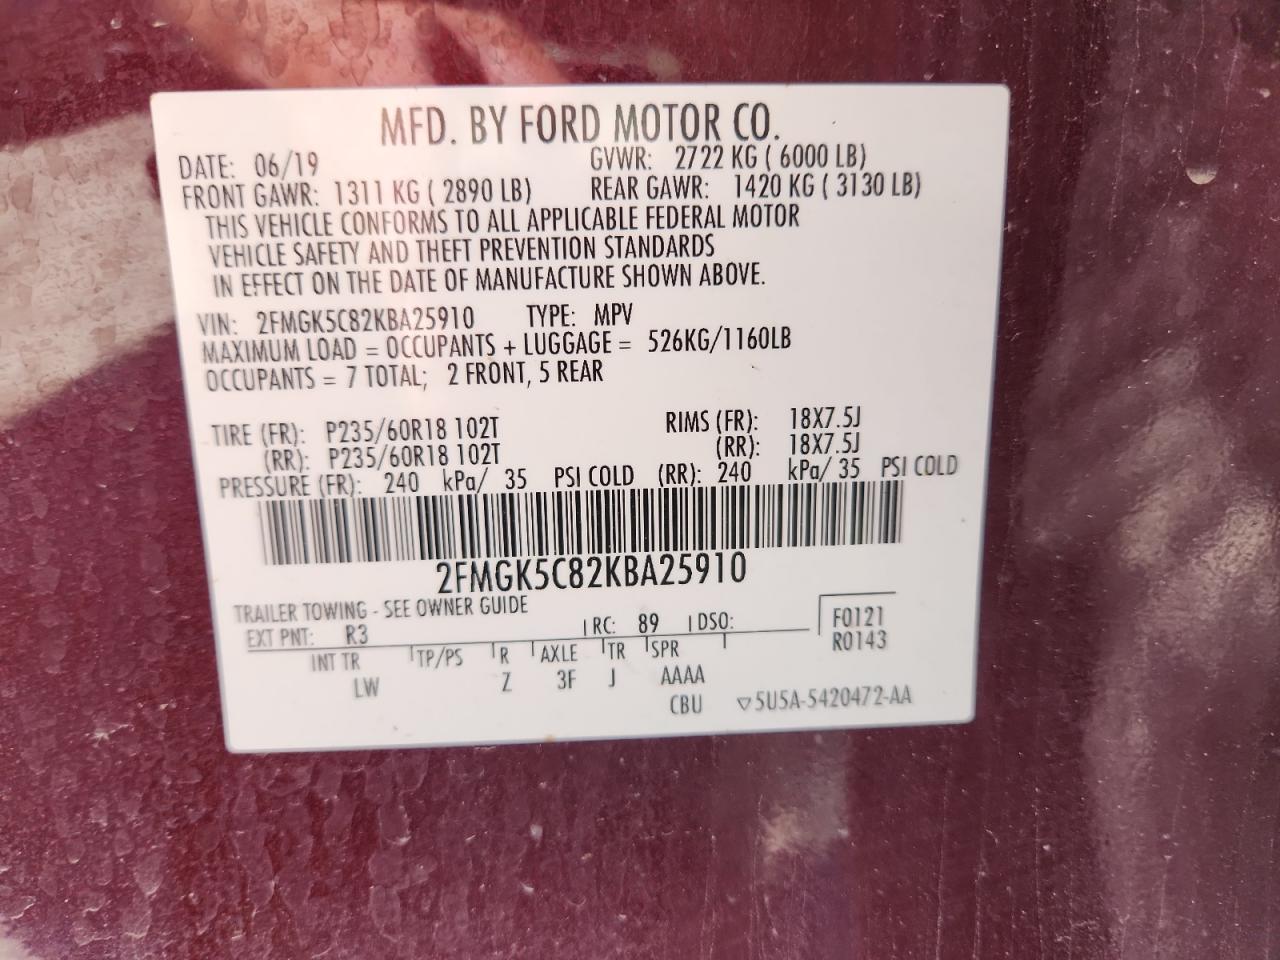 MFD. BY FORD MOTOR CO.
DATE: 06/19 GVWR: 2722 KG ( 6000 LB)
FRONT GAWR: 1311 KG ( 2890 LB) REAR GAWR: 1420 KG ( 3130 LB)
THIS VEHICLE CONFORMS TO ALL APPLICABLE FEDERAL MOTOR
VEHICLE SAFETY AND THEFT PREVENTION STANDARDS
IN EFFECT ON THE DATE OF MANUFACTURE SHOWN ABOVE.
VIN: 2FMGK5C82KBA25910 TYPE: MPV
MAXIMUM LOAD = OCCUPANTS + LUGGAGE = 526KG/1160LB
OCCUPANTS = 7 TOTAL; 2 FRONT, 5 REAR
TIRE (FR): P235/60R18 102T RIMS (FR): 18X7.5J
(RR): P235/60R18 102T (RR): 18X7.5J
PRESSURE (FR): 240 kPa/ 35 PSI COLD (RR): 240 kPa/ 35 PSI COLD
2FMGK5C82KBA25910
TRAILER TOWING - SEE OWNER GUIDE
EXT PNT: R3 RC: 89 DSO: F0121
R0143
INT TR TP/PS R AXLE TR SPR
LW Z 3F J AAAA
CBU ▽5U5A-5420472-AA